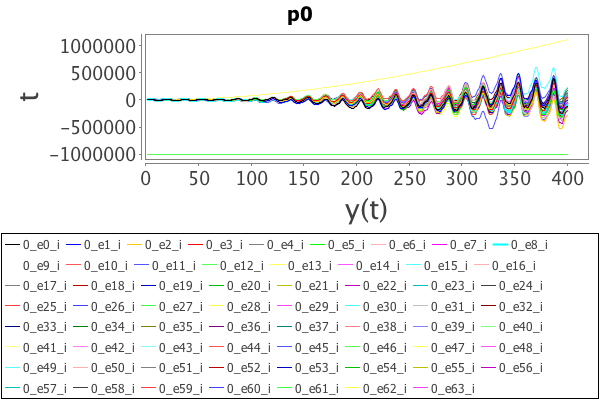 p0
t
1000000
500000
0
−500000
−1000000
0 50 100 150 200 250 300 350 400
y(t)
0_e0_i 0_e1_i 0_e2_i 0_e3_i 0_e4_i 0_e5_i 0_e6_i 0_e7_i 0_e8_i
0_e9_i 0_e10_i 0_e11_i 0_e12_i 0_e13_i 0_e14_i 0_e15_i 0_e16_i
0_e17_i 0_e18_i 0_e19_i 0_e20_i 0_e21_i 0_e22_i 0_e23_i 0_e24_i
0_e25_i 0_e26_i 0_e27_i 0_e28_i 0_e29_i 0_e30_i 0_e31_i 0_e32_i
0_e33_i 0_e34_i 0_e35_i 0_e36_i 0_e37_i 0_e38_i 0_e39_i 0_e40_i
0_e41_i 0_e42_i 0_e43_i 0_e44_i 0_e45_i 0_e46_i 0_e47_i 0_e48_i
0_e49_i 0_e50_i 0_e51_i 0_e52_i 0_e53_i 0_e54_i 0_e55_i 0_e56_i
0_e57_i 0_e58_i 0_e59_i 0_e60_i 0_e61_i 0_e62_i 0_e63_i